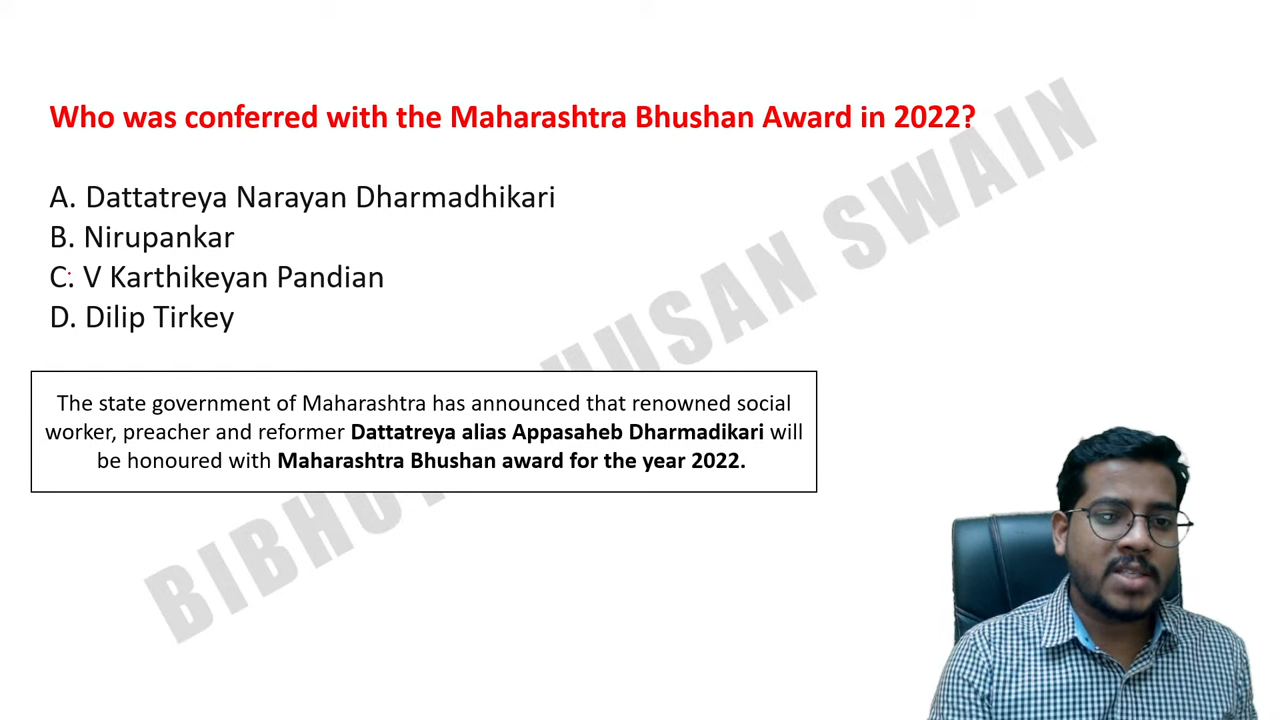 Who was conferred with the Maharashtra Bhushan Award in 2022?
A. Dattatreya Narayan Dharmadhikari
B. Nirupankar
C. V Karthikeyan Pandian
D. Dilip Tirkey
The state government of Maharashtra has announced that renowned social
worker, preacher and reformer Dattatreya alias Appasaheb Dharmadikari will
be honoured with Maharashtra Bhushan award for the year 2022.
SWAIN